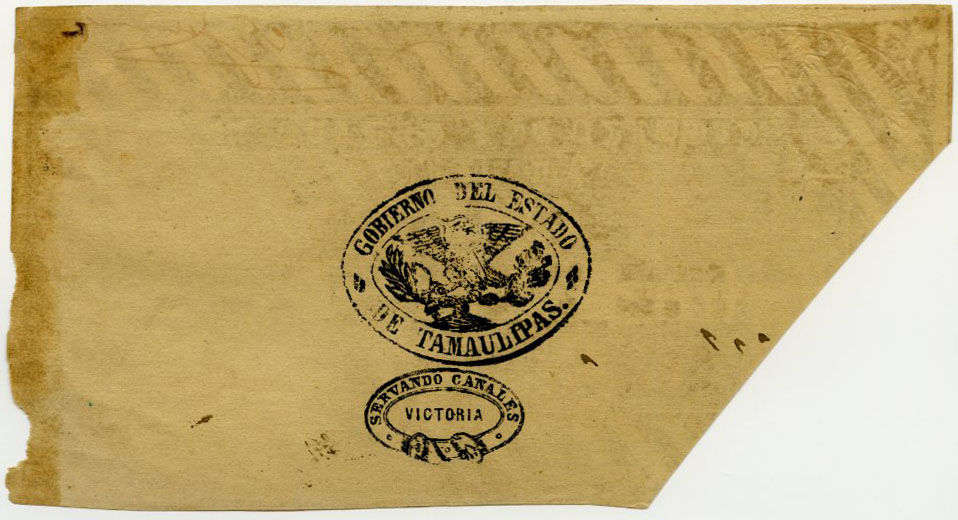 GOBIERNO DEL ESTADO
DE TAMAULIPAS.
SERVANDO CANALES
VICTORIA